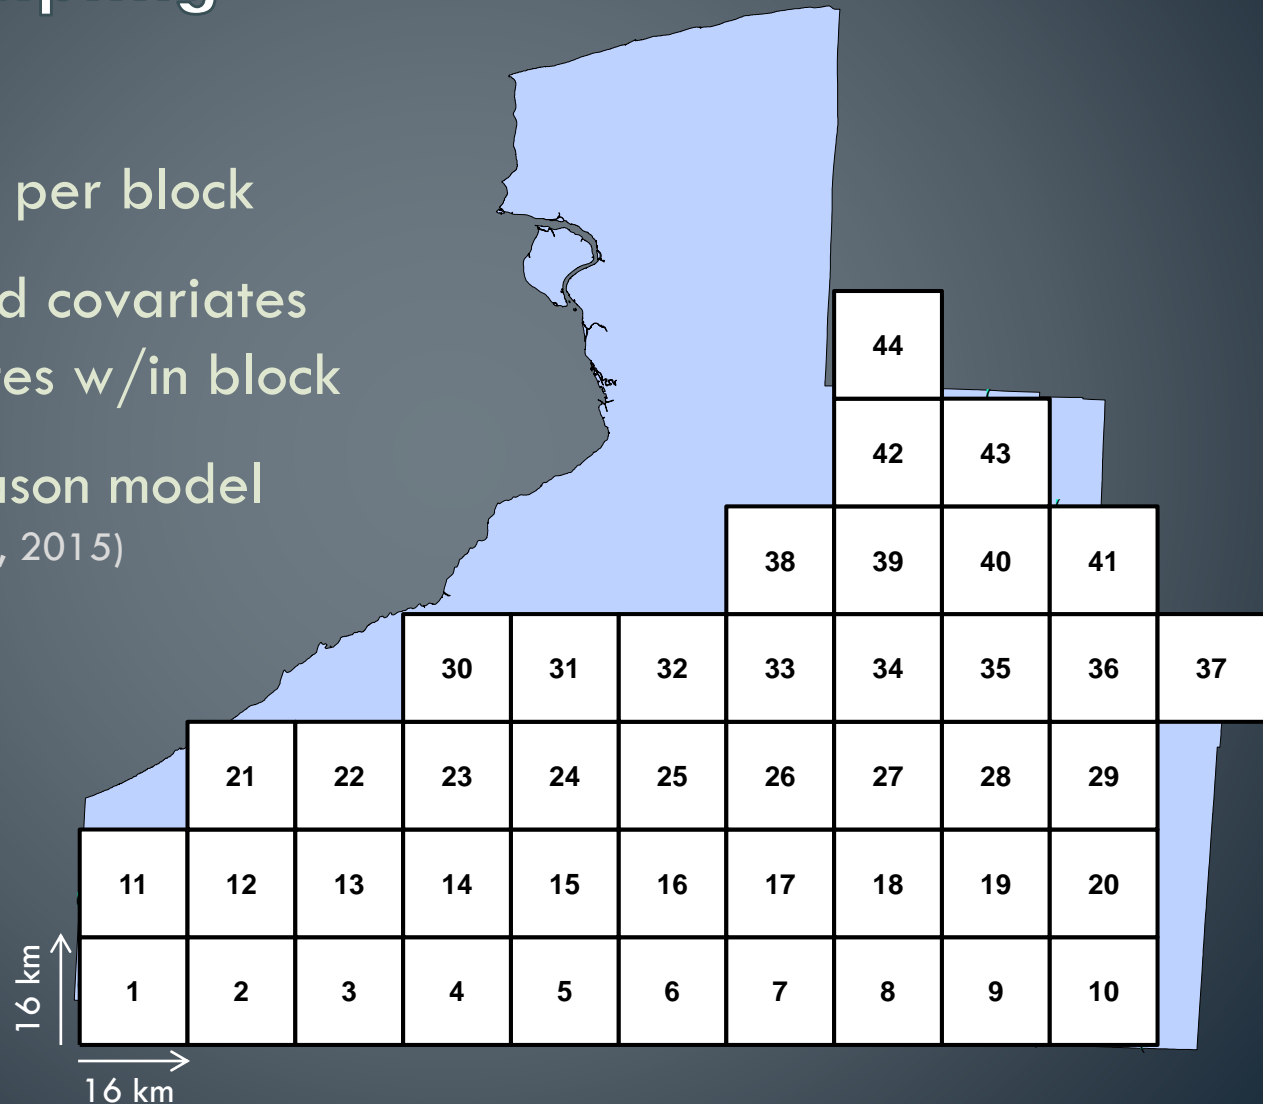 per block
covariates
w/in block
model
, 2015)
44
42 43
38 39 40 41
30 31 32 33 34 35 36 37
21 22 23 24 25 26 27 28 29
11 12 13 14 15 16 17 18 19 20
1 2 3 4 5 6 7 8 9 10
16 km
16 km